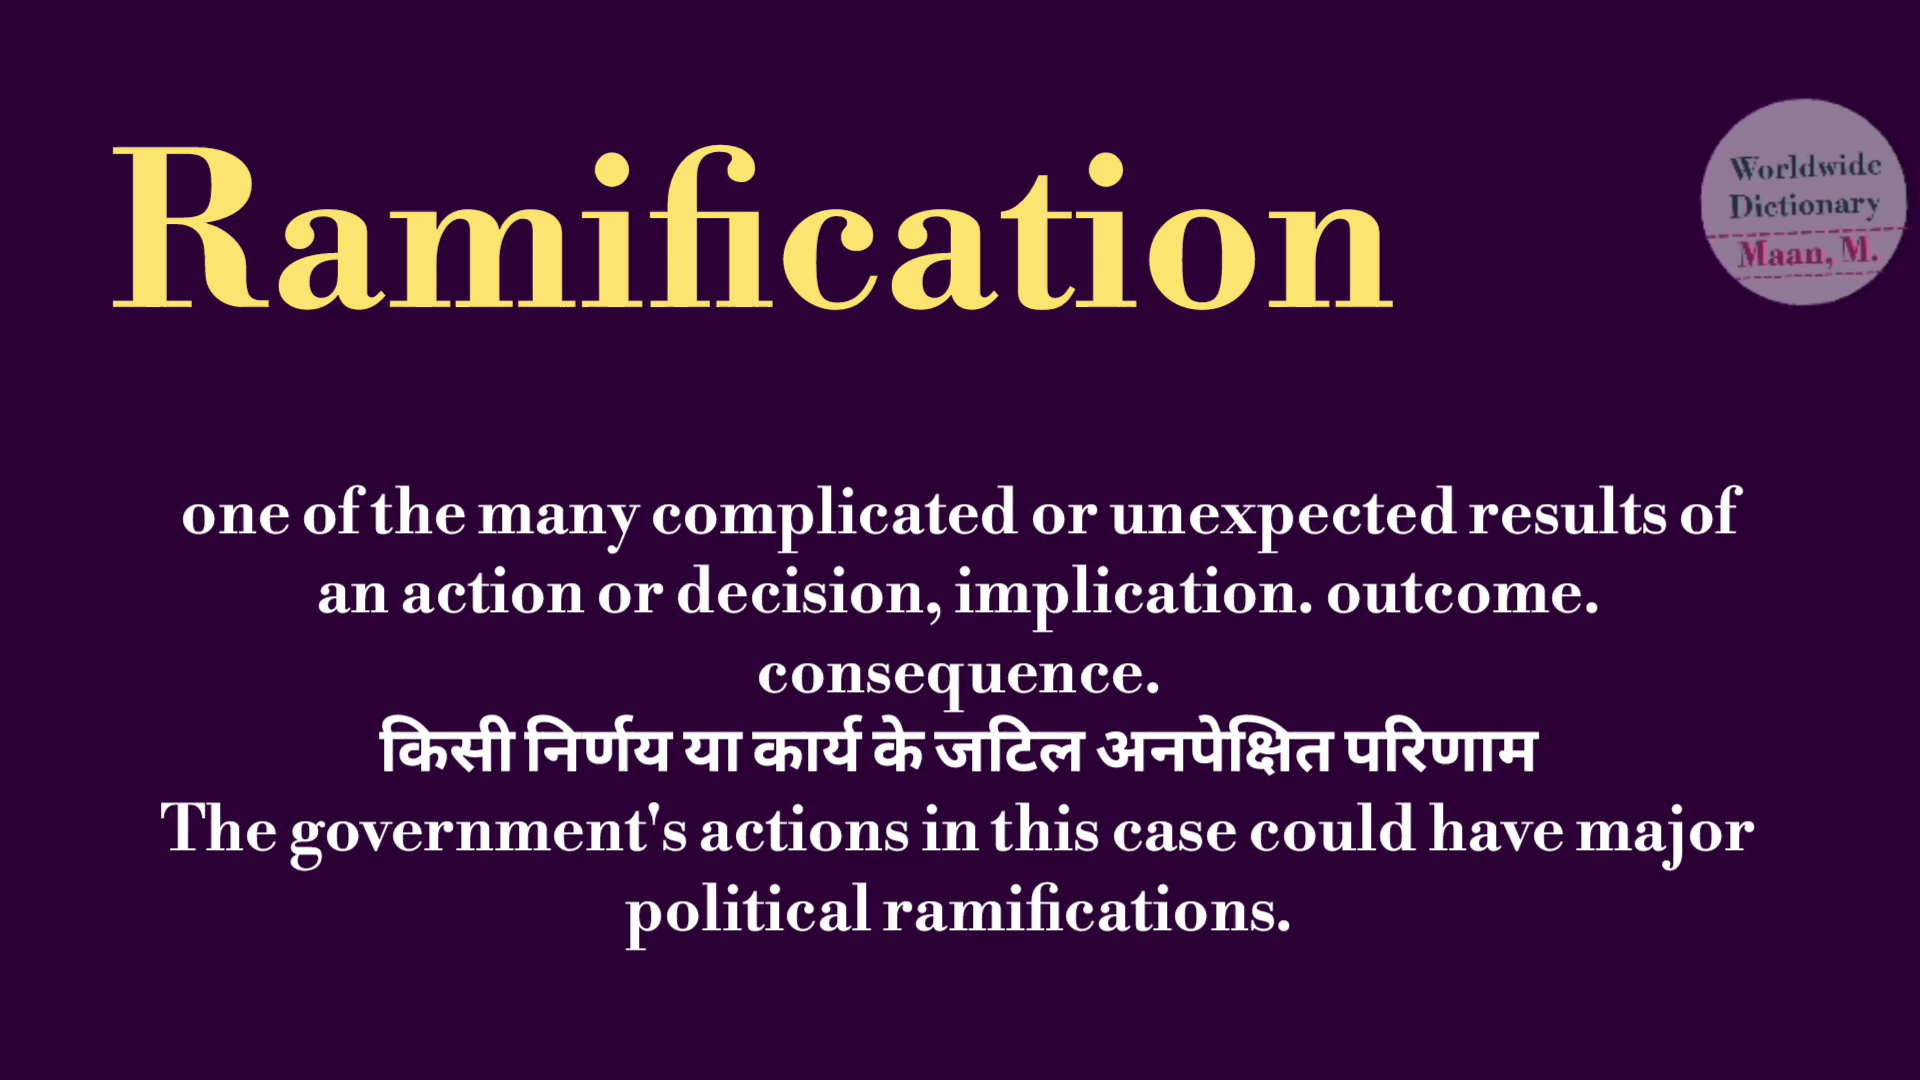 Ramification
Worldwide
Dictionary
Maan, M.
one of the many complicated or unexpected results of
an action or decision, implication. outcome.
consequence.
किसी निर्णय या कार्य के जटिल अनपेक्षित परिणाम
The government's actions in this case could have major
political ramifications.